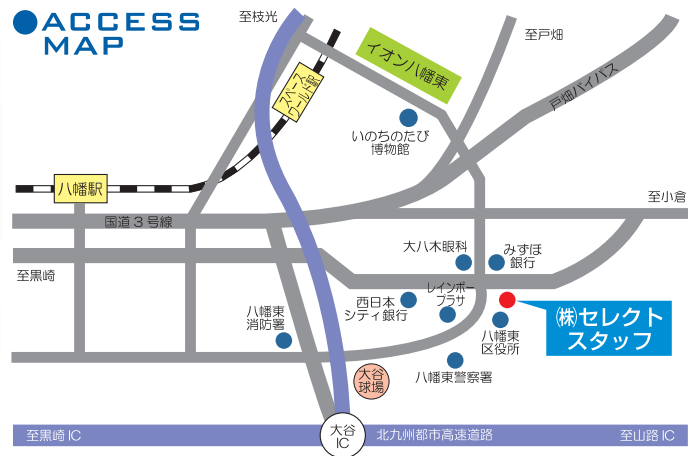 ●ACCESS
MAP
至枝光
至戸畑
イオン八幡東
スペース
ワールド駅
戸畑バイパス
いのちのたび
博物館
八幡駅
至小倉
国道3号線
大八木眼科
みずほ
銀行
至黒崎
レインボー
プラザ
西日本
シティ銀行
八幡東
消防署
㈱セレクト
スタッフ
八幡東
区役所
大谷
球場
八幡東警察署
大谷
IC
至黒崎IC
北九州都市高速道路
至山路IC